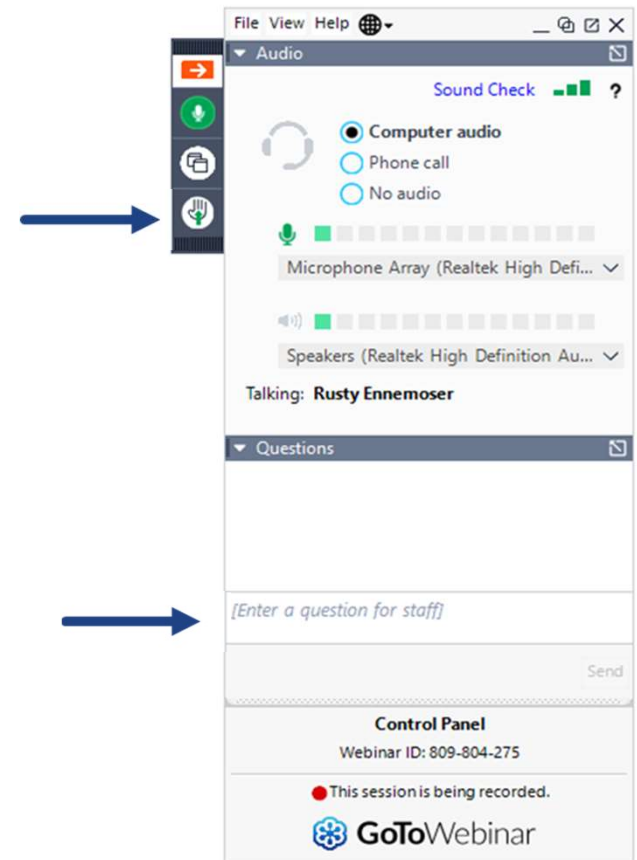 File View Help
Audio
Sound Check ?
Computer audio
Phone call
No audio
Microphone Array (Realtek High Defi...
Speakers (Realtek High Definition Au...
Talking: Rusty Ennemoser
Questions
[Enter a question for staff]
Send
Control Panel
Webinar ID: 809-804-275
This session is being recorded.
GoToWebinar